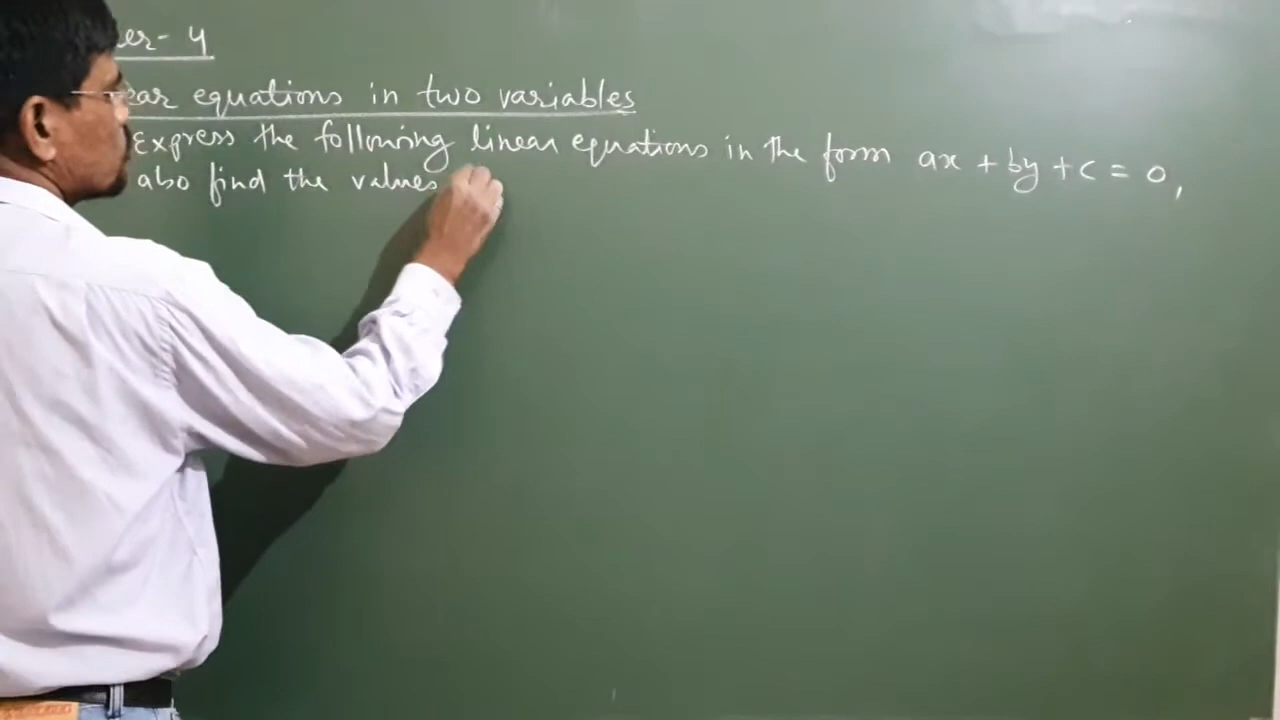 er- 4
ear equations in two variables
Express the following linear equations in the form ax + by + c = 0,
also find the values